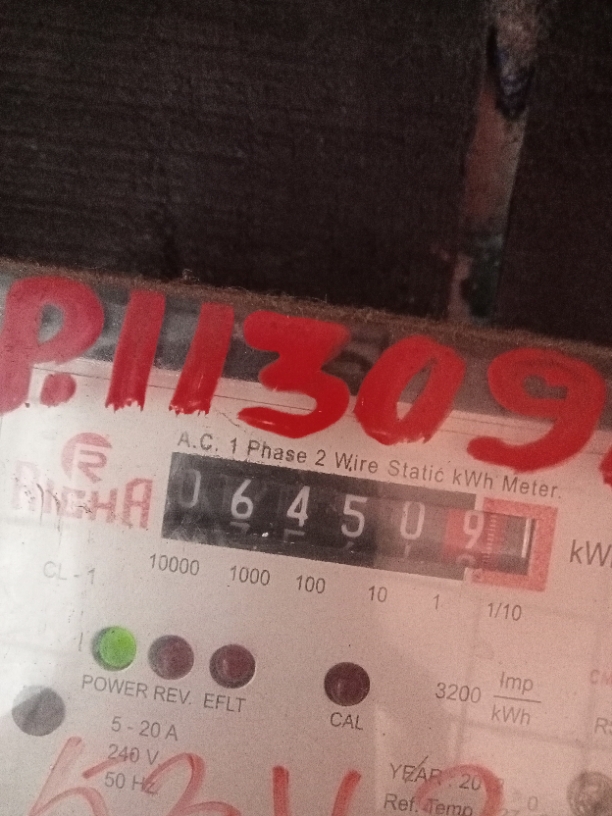 P.11309
A.C. 1 Phase 2 Wire Static kWh Meter.
RICHA
0 6 4 5 0 9
CL - 1
10000 1000 100 10 1 1/10
POWER REV. EFLT
CAL
3200 Imp/kWh
5 - 20 A
240 V
50 Hz
YEAR : 20
Ref. Temp